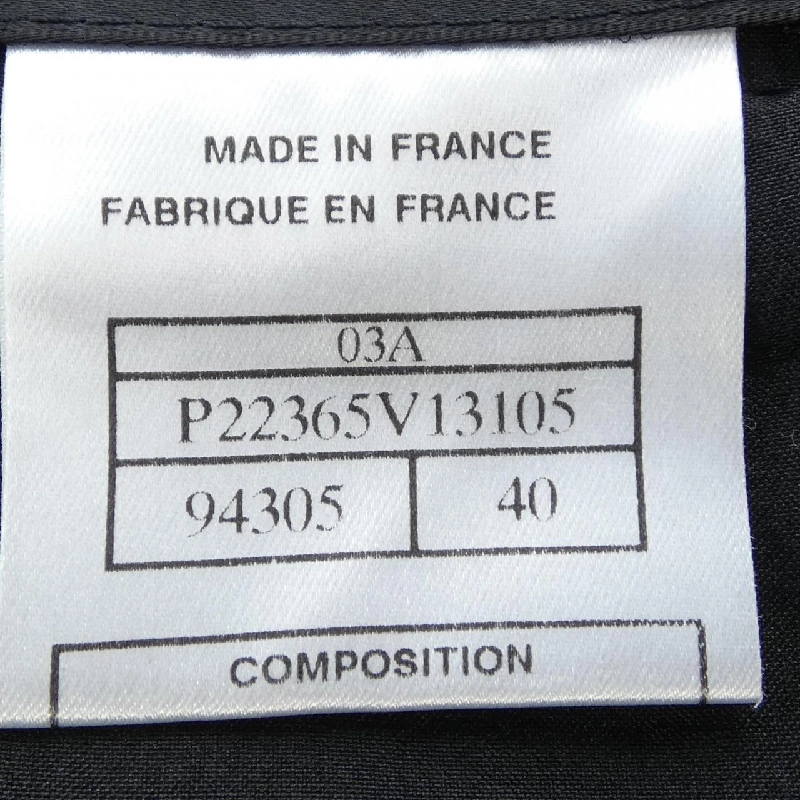 MADE IN FRANCE
FABRIQUE EN FRANCE
03A
P22365V13105
94305 40
COMPOSITION